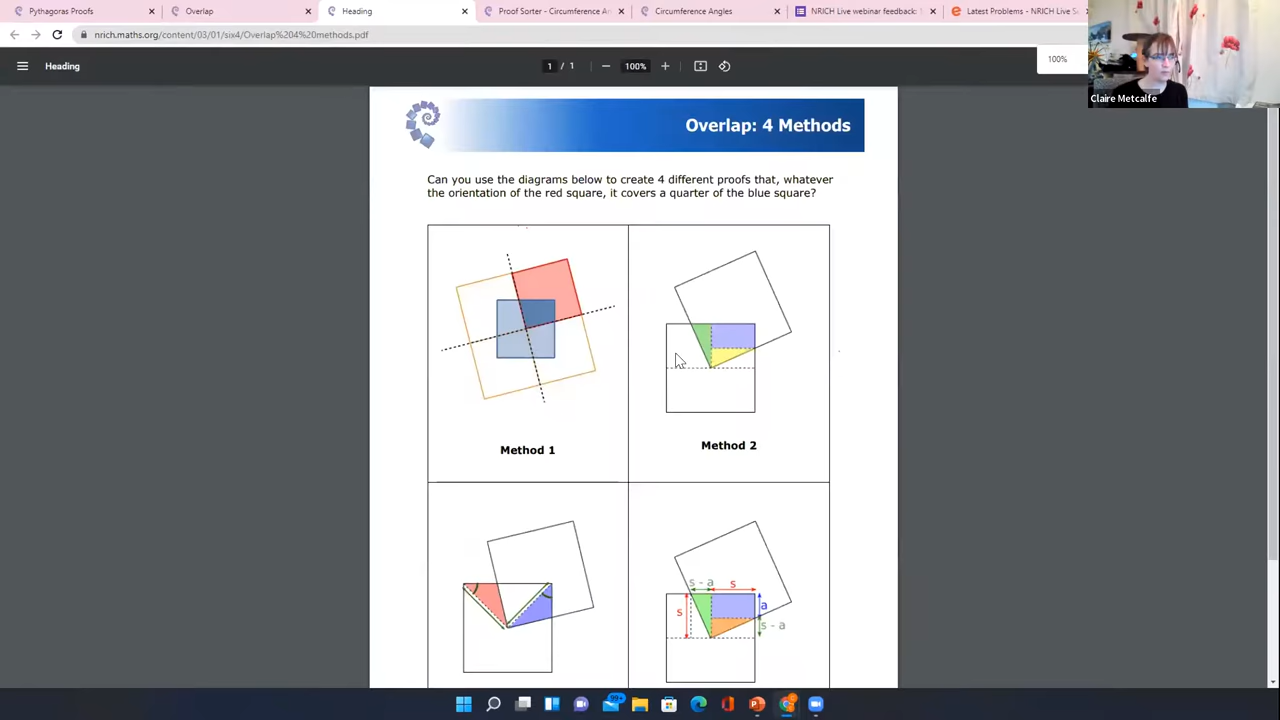 Pythagoras Proofs
Overlap
Heading
Proof Sorter - Circumference An
Circumference Angles
NRICH Live webinar feedback: M
Latest Problems - NRICH Live S
nrich.maths.org/content/03/01/six4/Overlap%204%20methods.pdf
Heading
1 / 1
100%
100%
Claire Metcalfe
Overlap: 4 Methods
Can you use the diagrams below to create 4 different proofs that, whatever
the orientation of the red square, it covers a quarter of the blue square?
Method 1
Method 2
s - a
s
s
a
s - a
99+